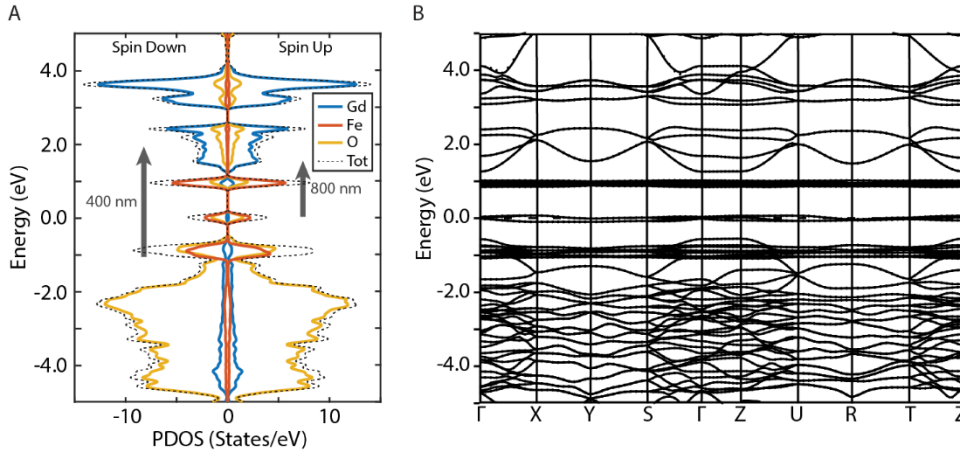 A
Spin Down
Spin Up
Gd
Fe
O
Tot
400 nm
800 nm
4.0
2.0
0.0
-2.0
-4.0
Energy (eV)
-10
0
10
PDOS (States/eV)
B
4.0
2.0
0.0
-2.0
-4.0
Energy (eV)
Γ
X
Y
S
Γ
Z
U
R
T
Z